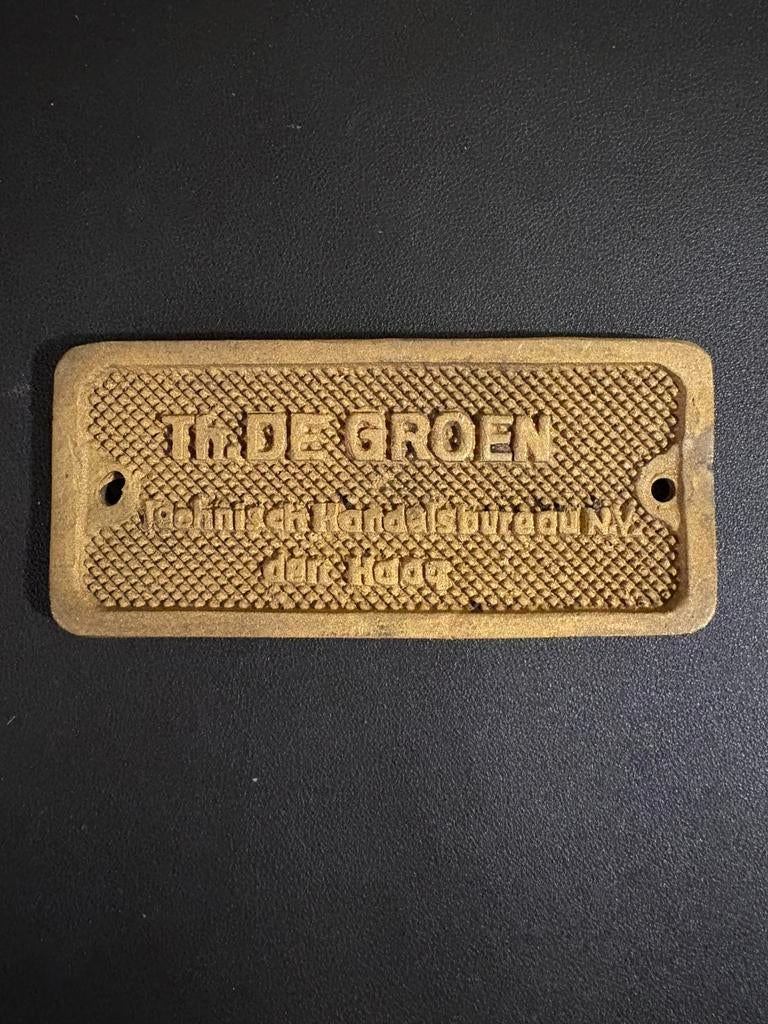 Th. DE GROEN
Technisch Handelsbureau N.V.
den Haag